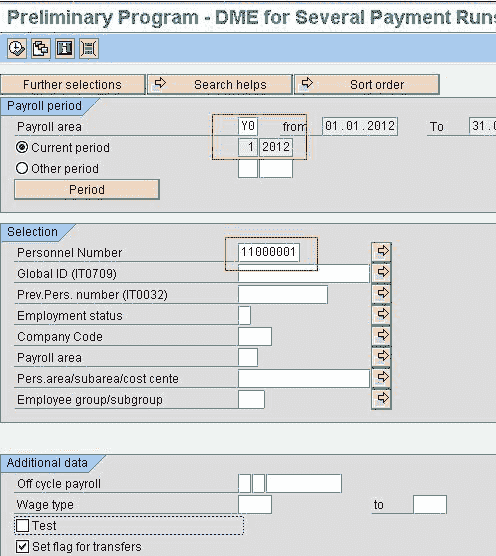 Preliminary Program - DME for Several Payment Runs
Further selections Search helps Sort order
Payroll period
Payroll area Y0 from 01.01.2012 To 31.0
Current period 1 2012
Other period
Period
Selection
Personnel Number 11000001
Global ID (IT0709)
Prev.Pers. number (IT0032)
Employment status
Company Code
Payroll area
Pers.area/subarea/cost cente
Employee group/subgroup
Additional data
Off cycle payroll
Wage type to
Test
Set flag for transfers